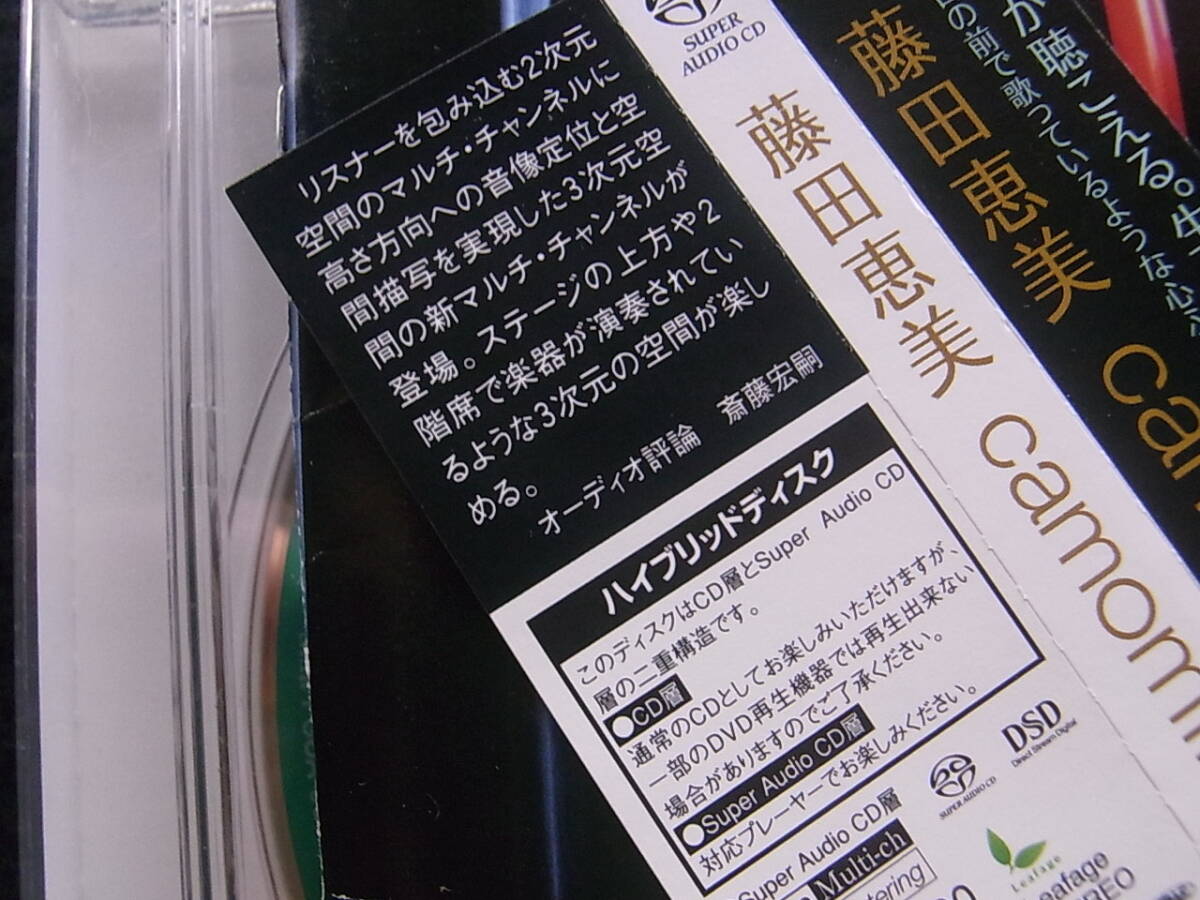 リスナーを包み込む2次元
空間のマルチ・チャンネルに
高さ方向への音像定位と空
間描写を実現した3次元空
間の新マルチ・チャンネルが
登場。ステージの上方や2
階席で楽器が演奏されてい
るような3次元の空間が楽し
める。
オーディオ評論 斎藤宏嗣
ハイブリッドディスク
このディスクはCD層とSuper Audio CD
層の二重構造です。
●CD層
通常のCDとしてお楽しみいただけますが、
一部のDVD再生機器では再生出来ない
場合がありますのでご了承ください。
●Super Audio CD層
対応プレーヤーでお楽しみください。
Super Audio CD層
Multi-ch
DSD
Direct Stream Digital
SUPER AUDIO CD
Leafage
Leafage
SUPER
AUDIO CD
藤田恵美
藤田恵美
が聴こえる。
の前で歌っているような心